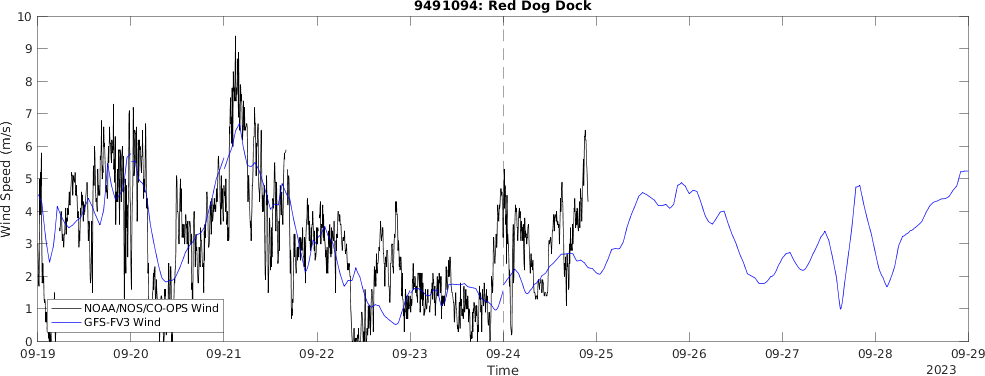 9491094: Red Dog Dock
Wind Speed (m/s)
10
9
8
7
6
5
4
3
2
1
0
NOAA/NOS/CO-OPS Wind
GFS-FV3 Wind
09-19 09-20 09-21 09-22 09-23 09-24 09-25 09-26 09-27 09-28 09-29
Time
2023